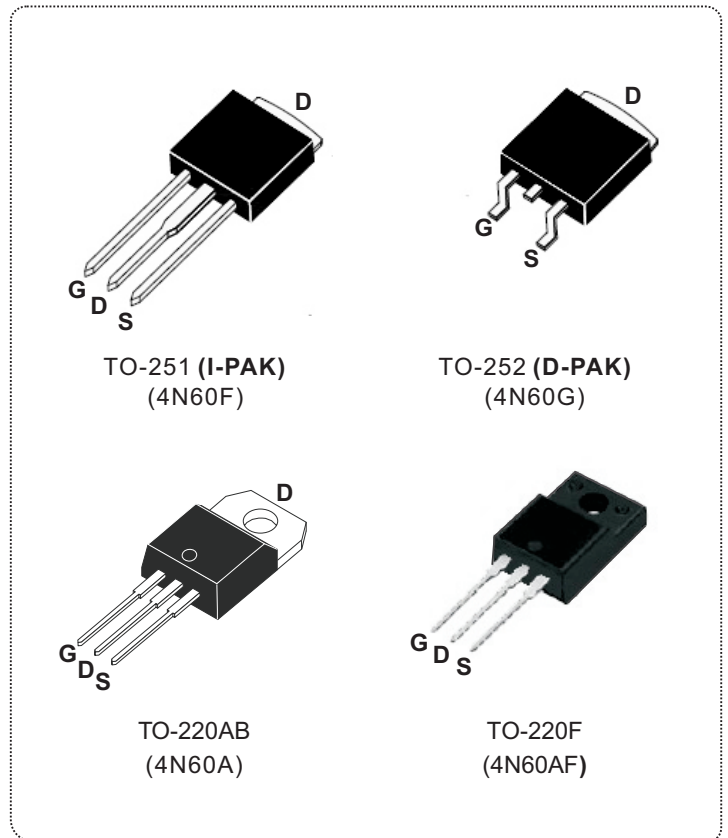 D
G
D
S
TO-251 (I-PAK)
(4N60F)
D
G
S
TO-252 (D-PAK)
(4N60G)
D
G
D
S
TO-220AB
(4N60A)
G
D
S
TO-220F
(4N60AF)